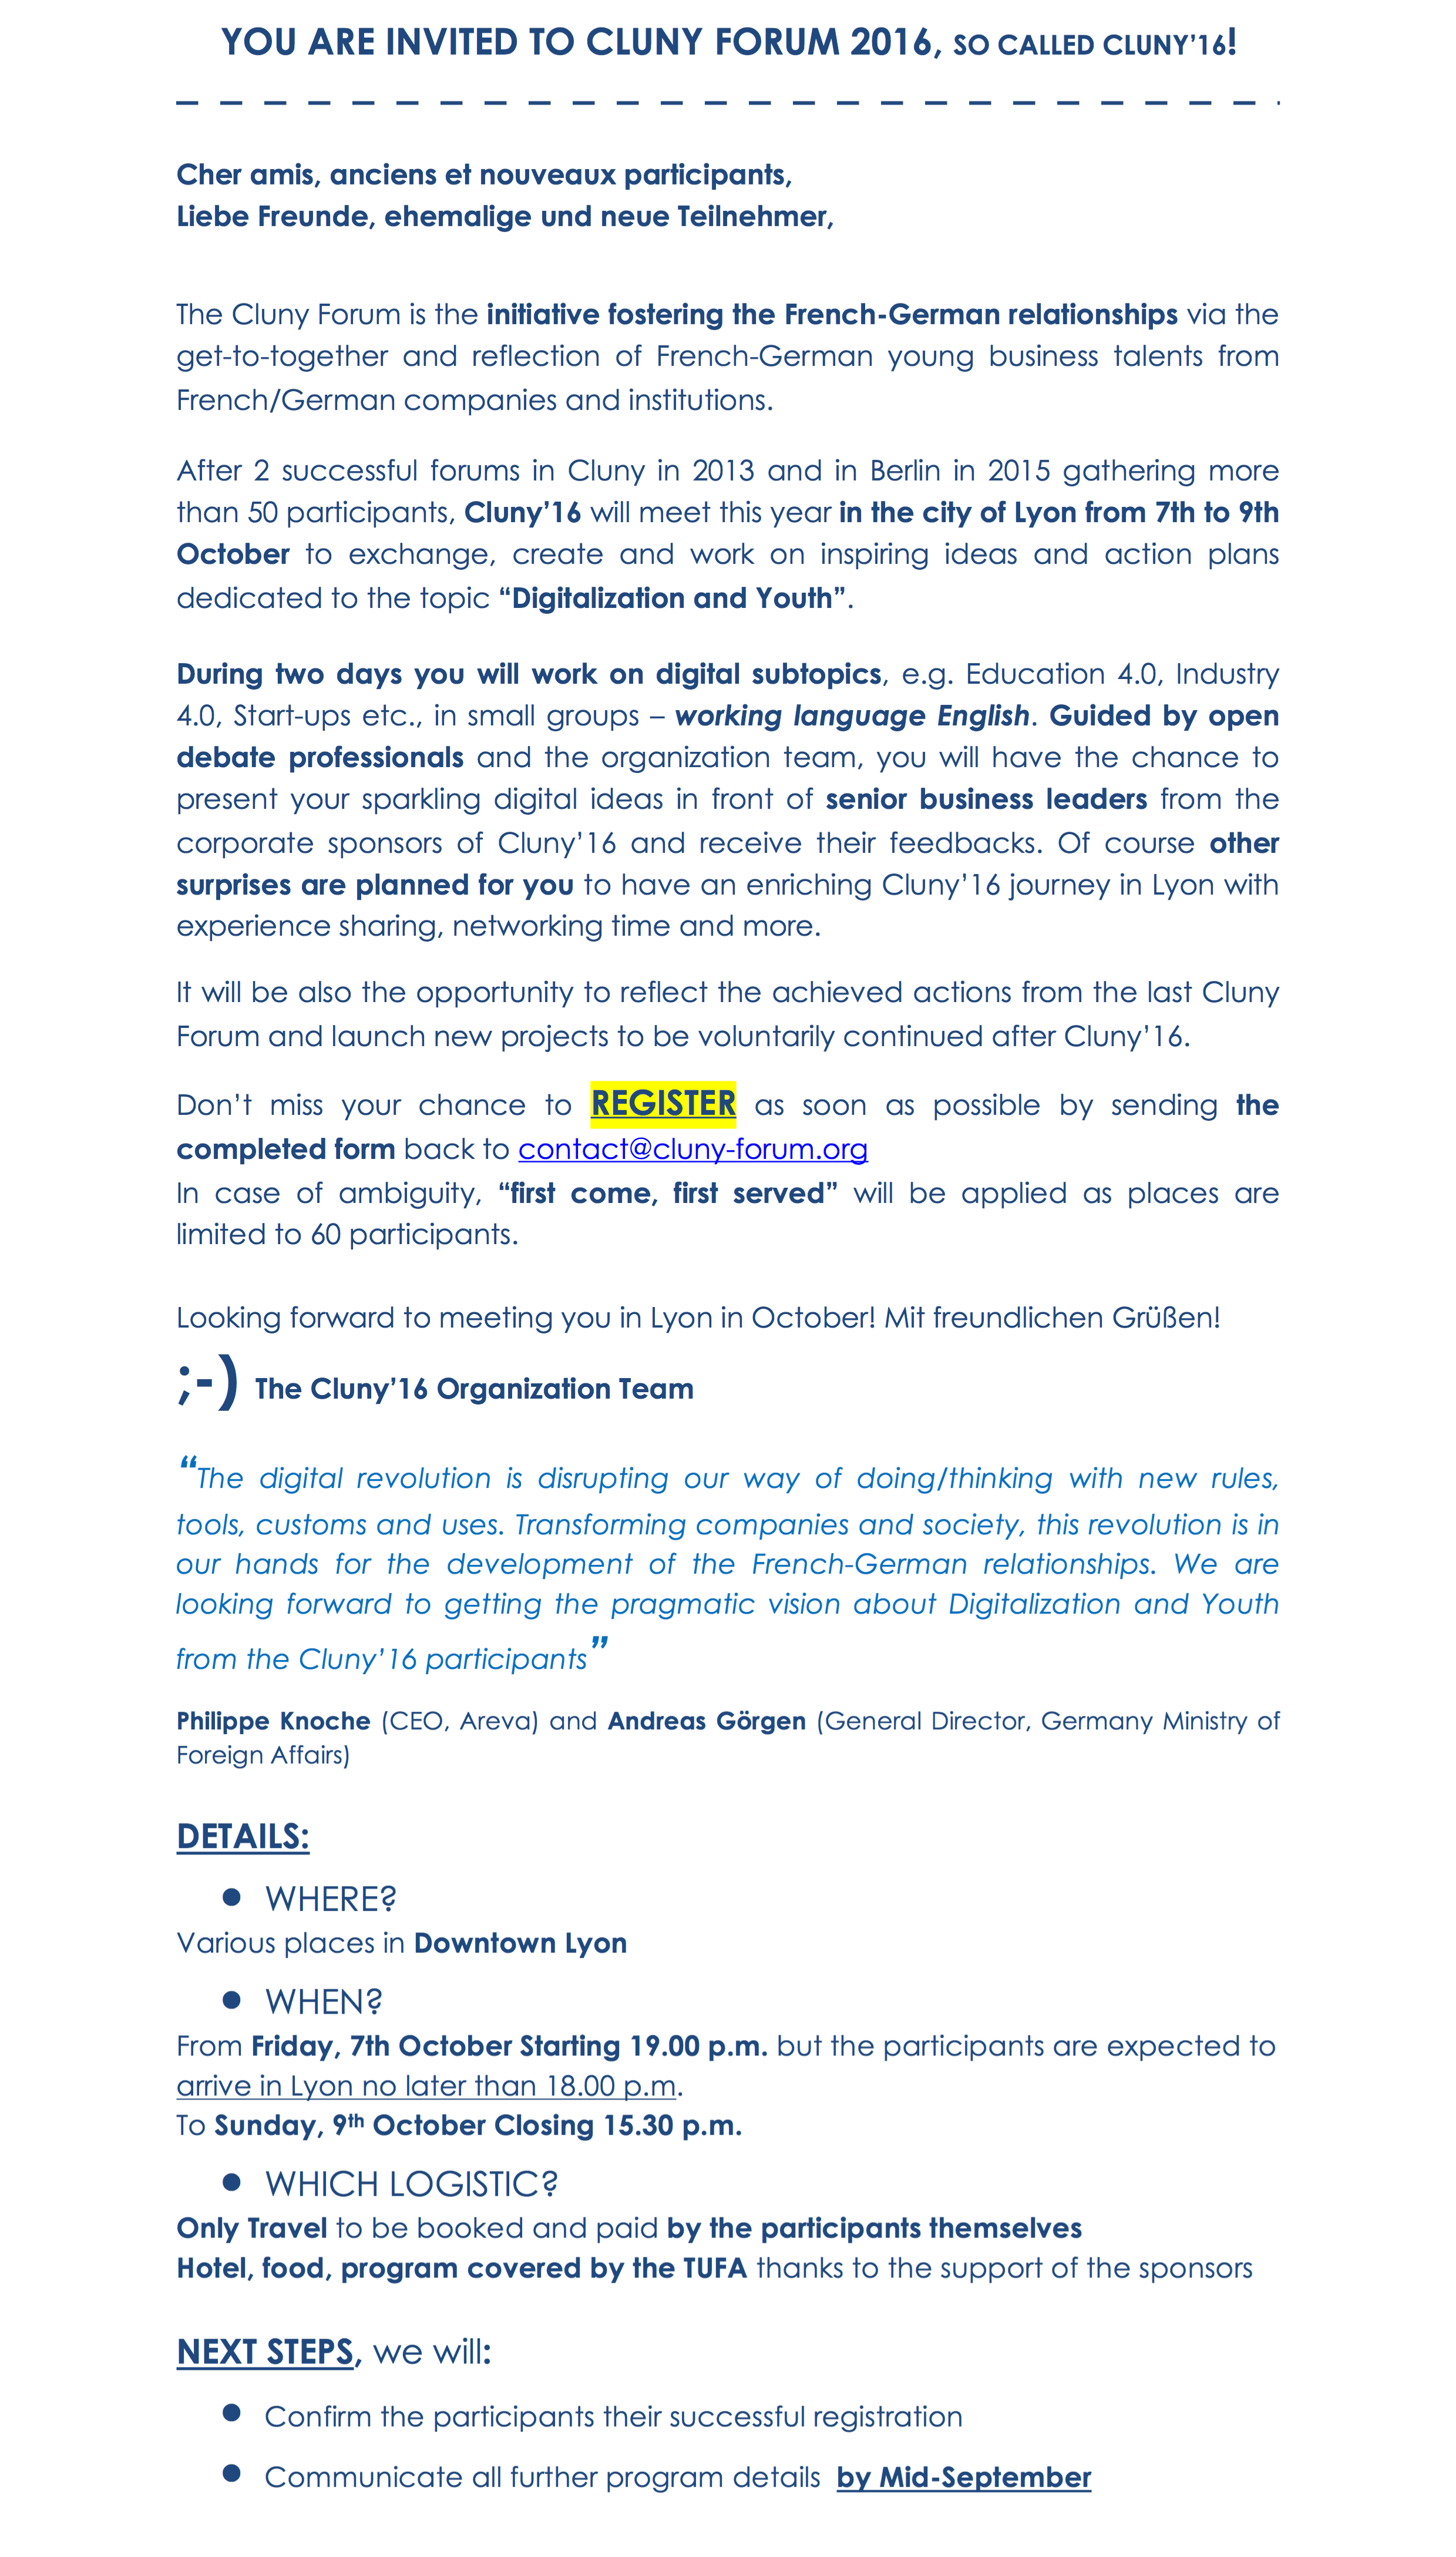 YOU ARE INVITED TO CLUNY FORUM 2016, SO CALLED CLUNY’16!
Cher amis, anciens et nouveaux participants,
Liebe Freunde, ehemalige und neue Teilnehmer,
The Cluny Forum is the initiative fostering the French-German relationships via the
get-to-together and reflection of French-German young business talents from
French/German companies and institutions.
After 2 successful forums in Cluny in 2013 and in Berlin in 2015 gathering more
than 50 participants, Cluny’16 will meet this year in the city of Lyon from 7th to 9th
October to exchange, create and work on inspiring ideas and action plans
dedicated to the topic “Digitalization and Youth”.
During two days you will work on digital subtopics, e.g. Education 4.0, Industry
4.0, Start-ups etc., in small groups – working language English. Guided by open
debate professionals and the organization team, you will have the chance to
present your sparkling digital ideas in front of senior business leaders from the
corporate sponsors of Cluny’16 and receive their feedbacks. Of course other
surprises are planned for you to have an enriching Cluny’16 journey in Lyon with
experience sharing, networking time and more.
It will be also the opportunity to reflect the achieved actions from the last Cluny
Forum and launch new projects to be voluntarily continued after Cluny’16.
Don’t miss your chance to REGISTER as soon as possible by sending the
completed form back to contact@cluny-forum.org
In case of ambiguity, “first come, first served” will be applied as places are
limited to 60 participants.
Looking forward to meeting you in Lyon in October! Mit freundlichen Grüßen!
;-) The Cluny’16 Organization Team
“The digital revolution is disrupting our way of doing/thinking with new rules,
tools, customs and uses. Transforming companies and society, this revolution is in
our hands for the development of the French-German relationships. We are
looking forward to getting the pragmatic vision about Digitalization and Youth
from the Cluny’16 participants”
Philippe Knoche (CEO, Areva) and Andreas Görgen (General Director, Germany Ministry of
Foreign Affairs)
DETAILS:
• WHERE?
Various places in Downtown Lyon
• WHEN?
From Friday, 7th October Starting 19.00 p.m. but the participants are expected to
arrive in Lyon no later than 18.00 p.m.
To Sunday, 9th October Closing 15.30 p.m.
• WHICH LOGISTIC?
Only Travel to be booked and paid by the participants themselves
Hotel, food, program covered by the TUFA thanks to the support of the sponsors
NEXT STEPS, we will:
• Confirm the participants their successful registration
• Communicate all further program details by Mid-September